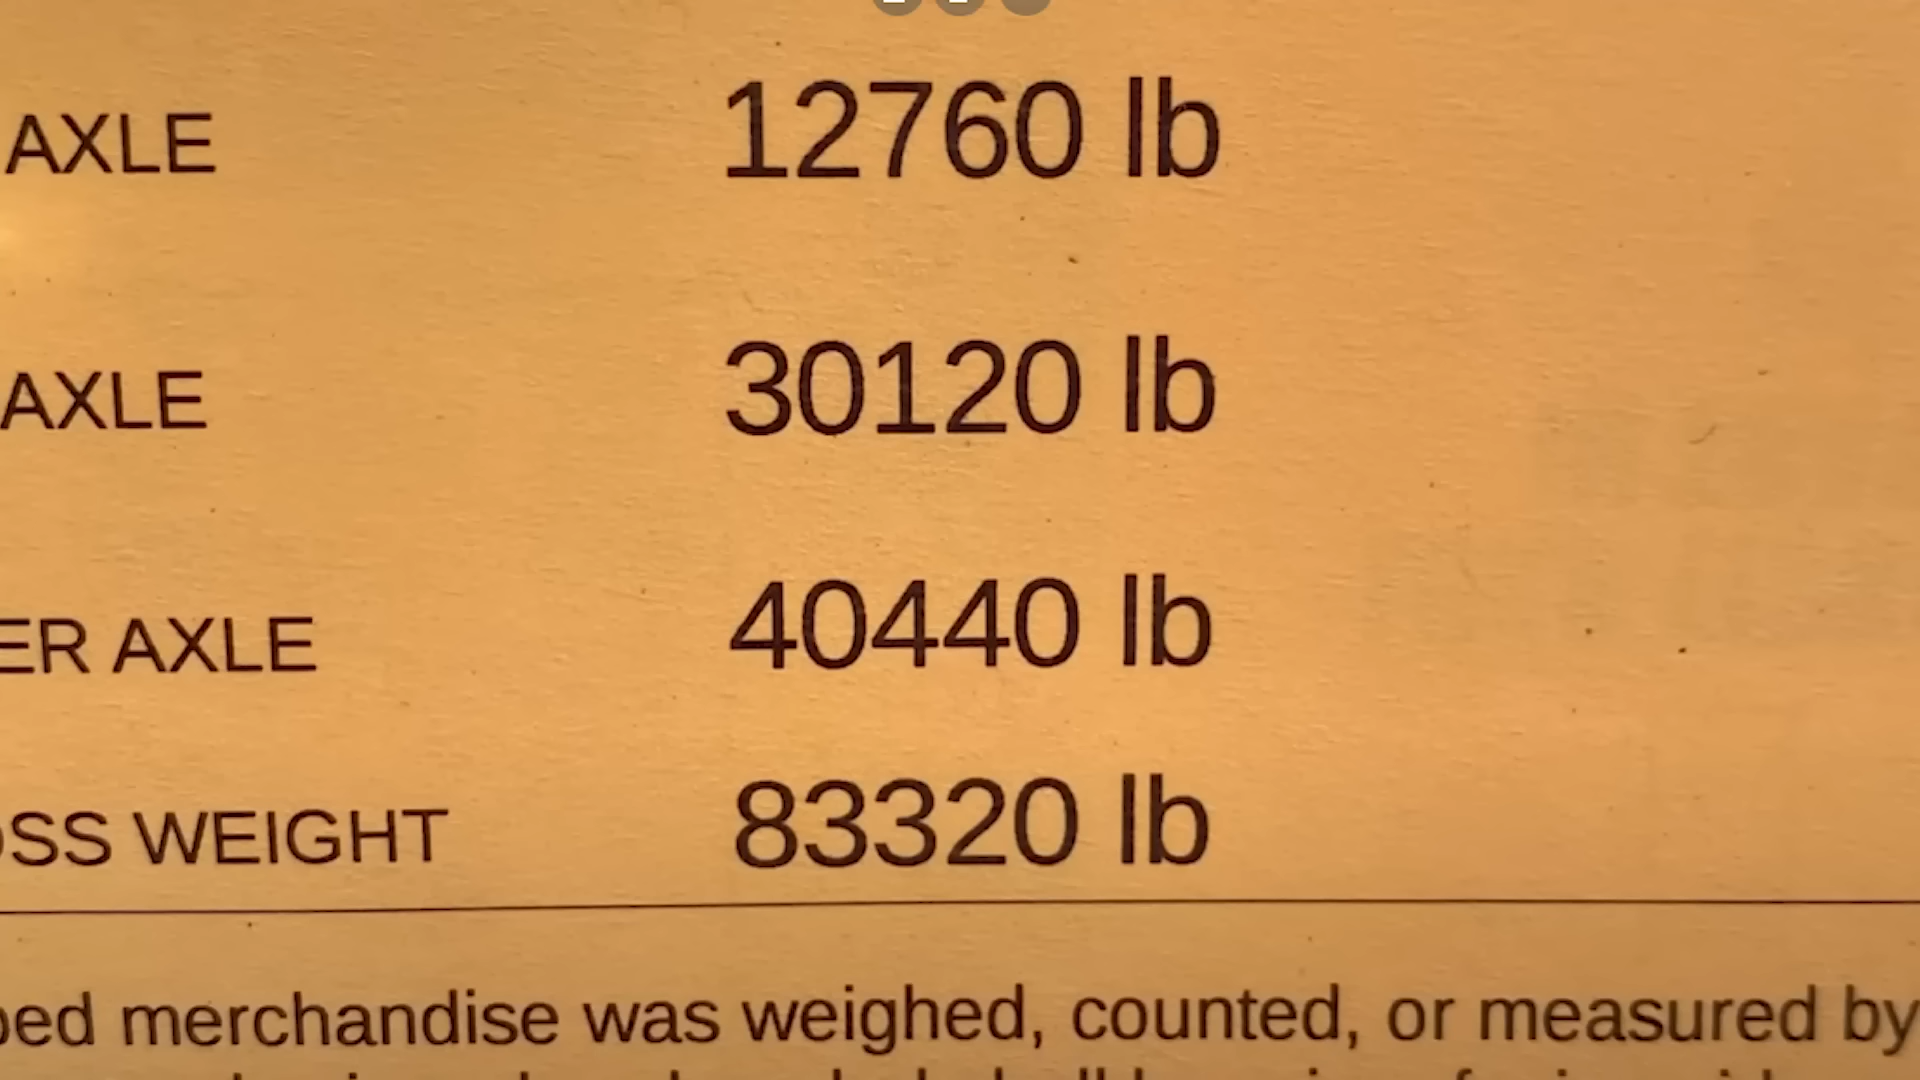 AXLE 12760 lb
AXLE 30120 lb
ER AXLE 40440 lb
OSS WEIGHT 83320 lb
bed merchandise was weighed, counted, or measured by